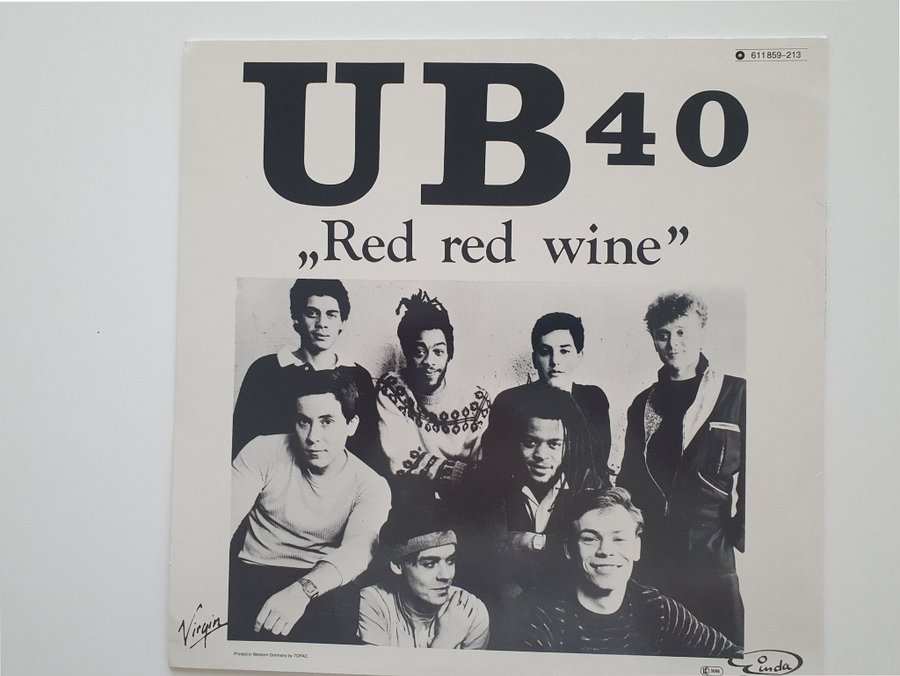 611 859-213
UB40
„Red red wine”
Virgin
Printed in Western Germany by TOPAC